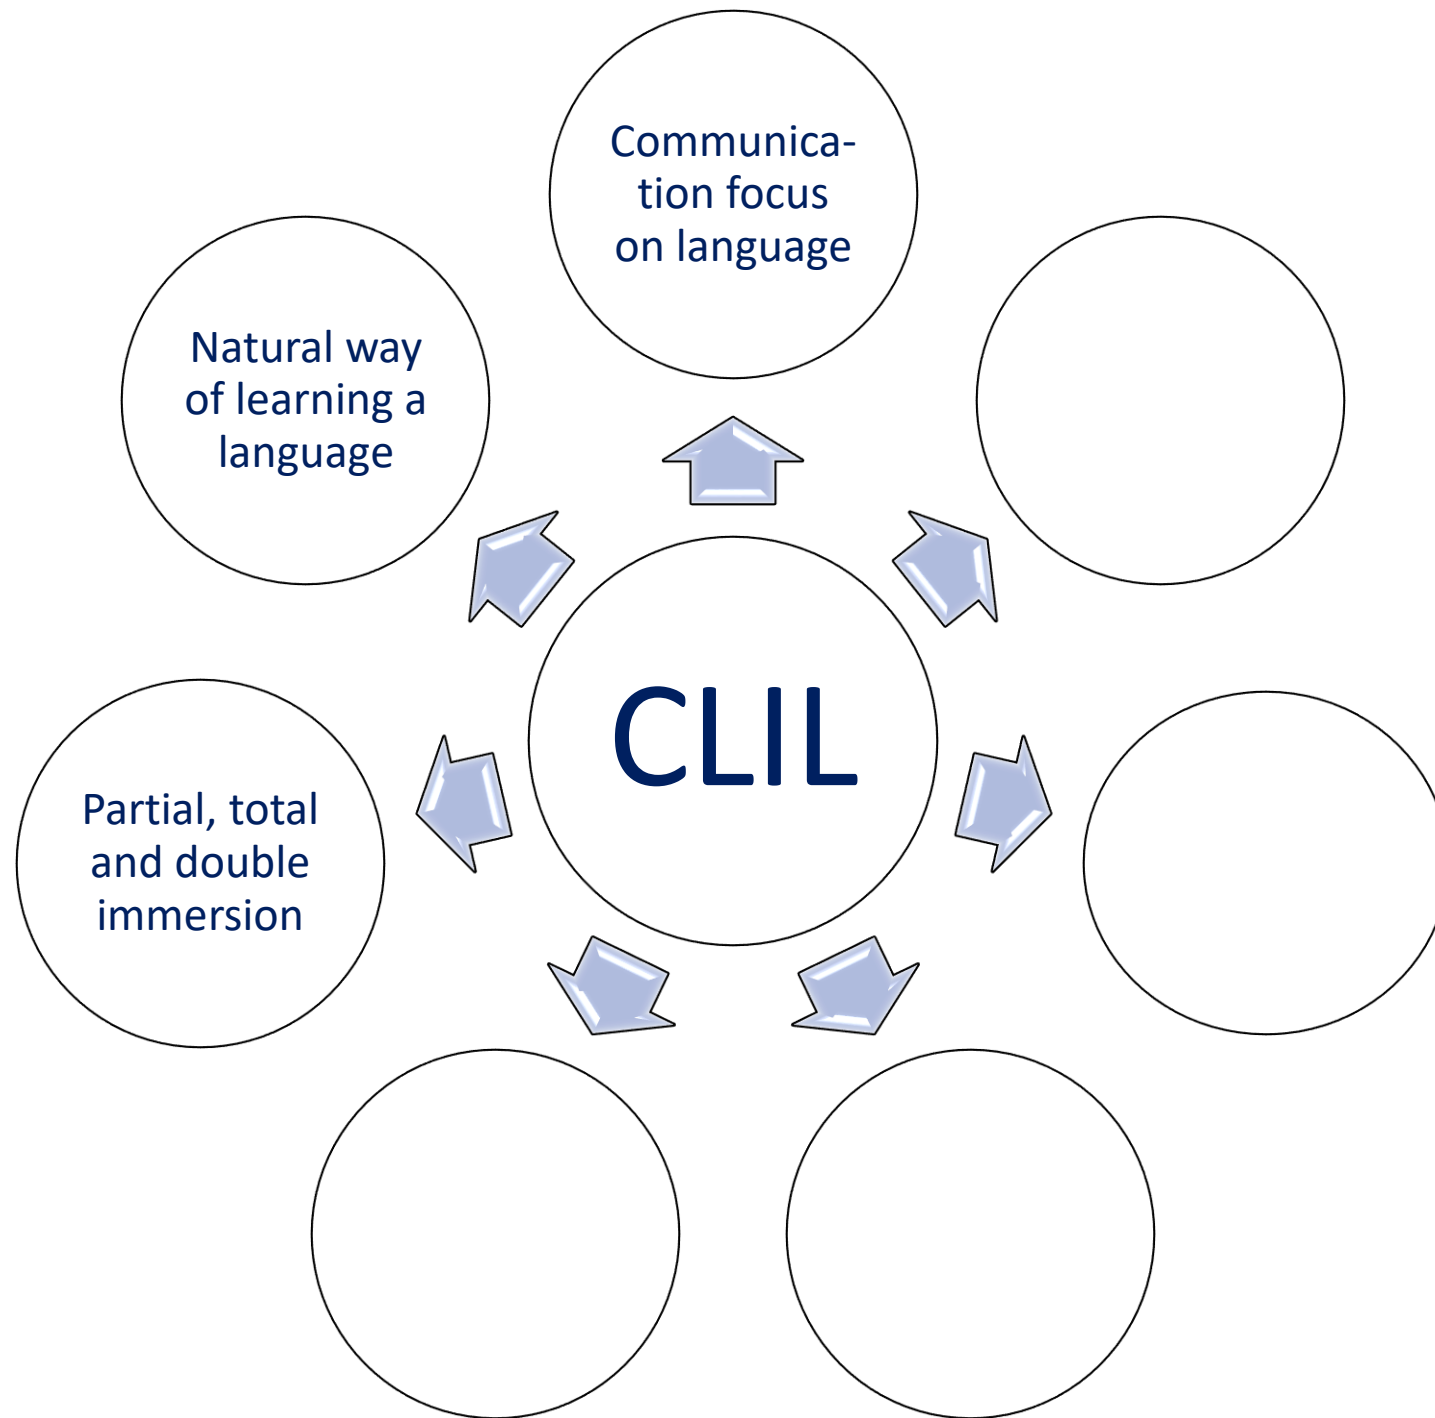 Communica-
tion focus
on language
Natural way
of learning a
language
CLIL
Partial, total
and double
immersion